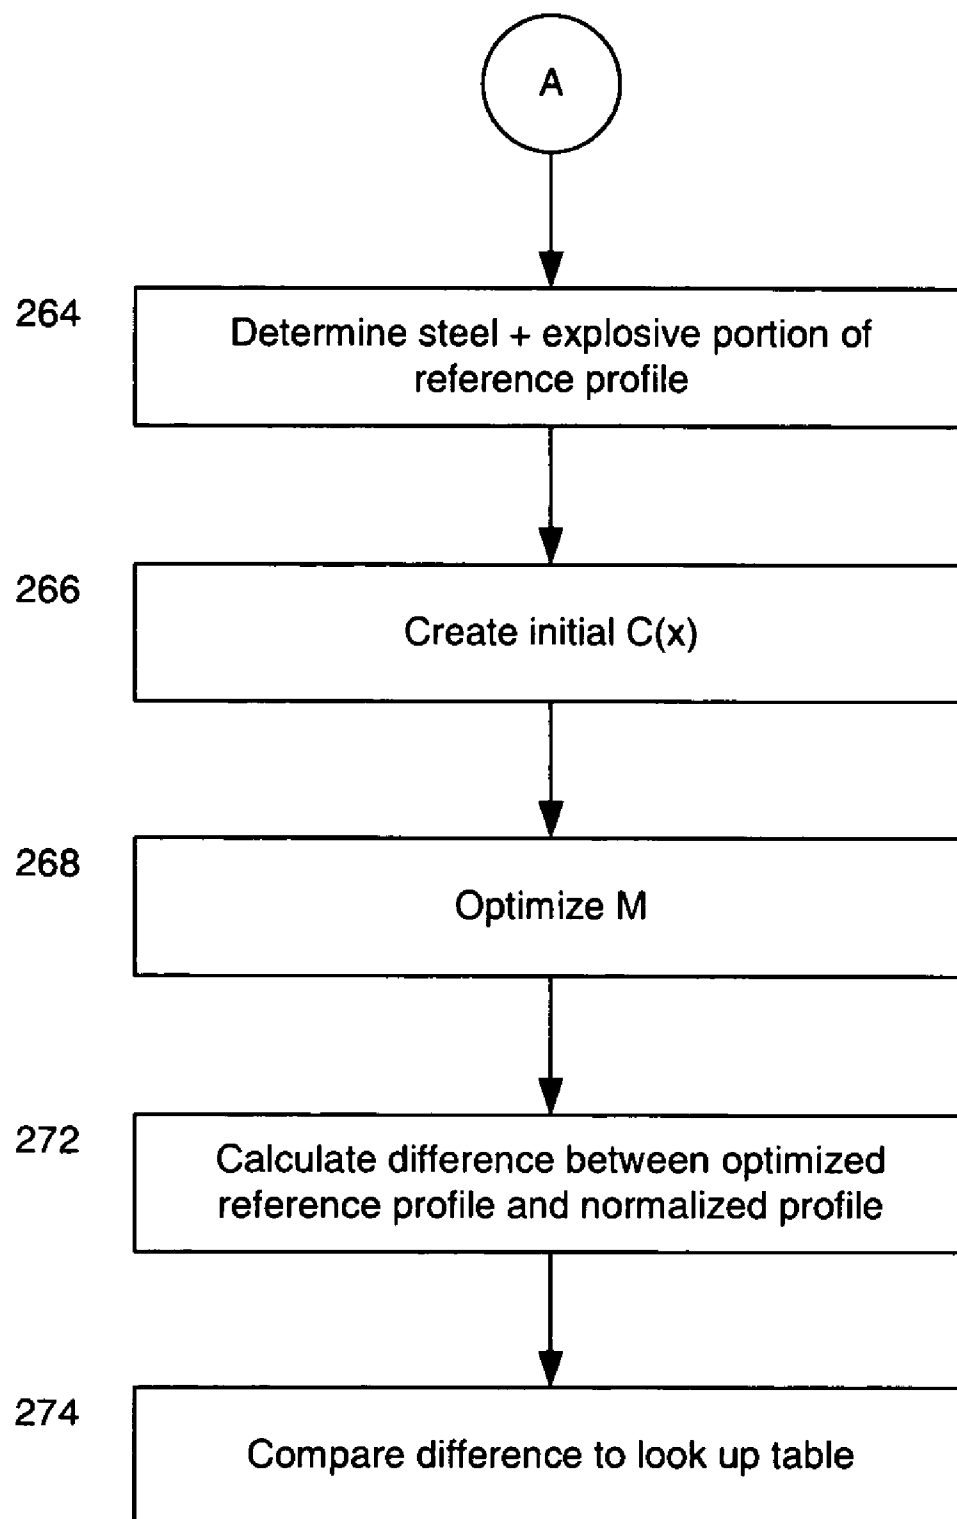 A
264
Determine steel + explosive portion of
reference profile
266
Create initial C(x)
268
Optimize M
272
Calculate difference between optimized
reference profile and normalized profile
274
Compare difference to look up table